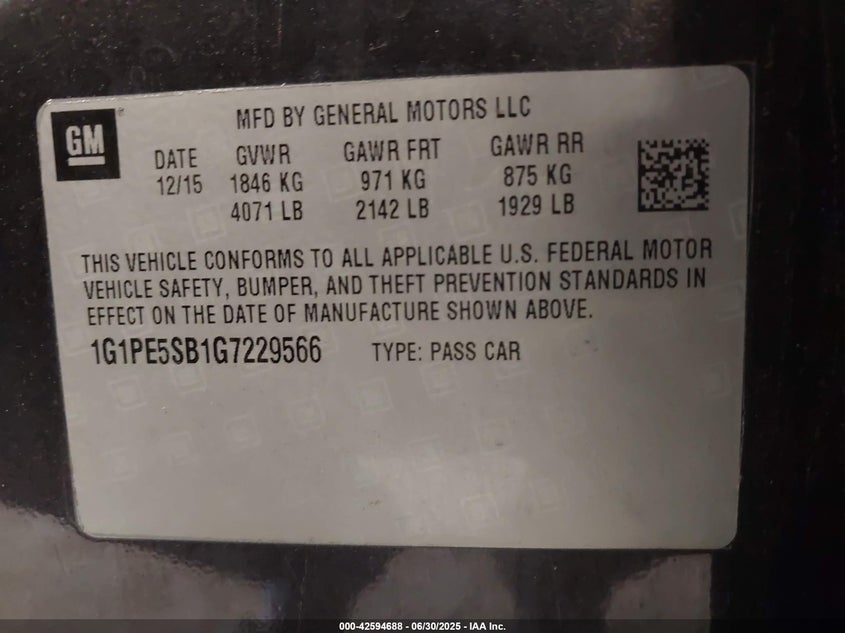 MFD BY GENERAL MOTORS LLC
GM
DATE GVWR GAWR FRT GAWR RR
12/15 1846 KG 971 KG 875 KG
4071 LB 2142 LB 1929 LB
THIS VEHICLE CONFORMS TO ALL APPLICABLE U.S. FEDERAL MOTOR
VEHICLE SAFETY, BUMPER, AND THEFT PREVENTION STANDARDS IN
EFFECT ON THE DATE OF MANUFACTURE SHOWN ABOVE.
1G1PE5SB1G7229566 TYPE: PASS CAR
000-42594688 - 06/30/2025 - IAA Inc.